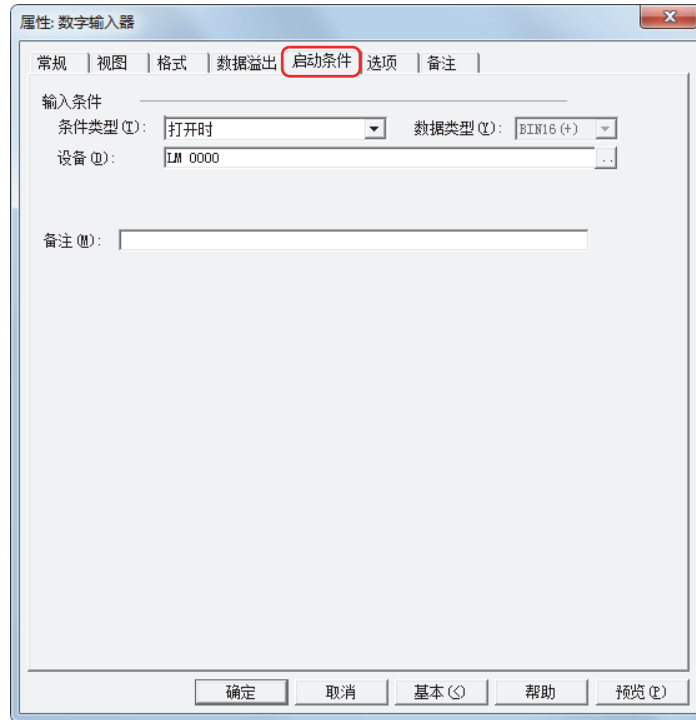 属性: 数字输入器
x
常规 视图 格式 数据溢出 启动条件 选项 备注
输入条件
条件类型(T): 打开时 数据类型(Y): BIN16(+)
设备(D): LM 0000 ..
备注(M):
确定 取消 基本(<) 帮助 预览(P)